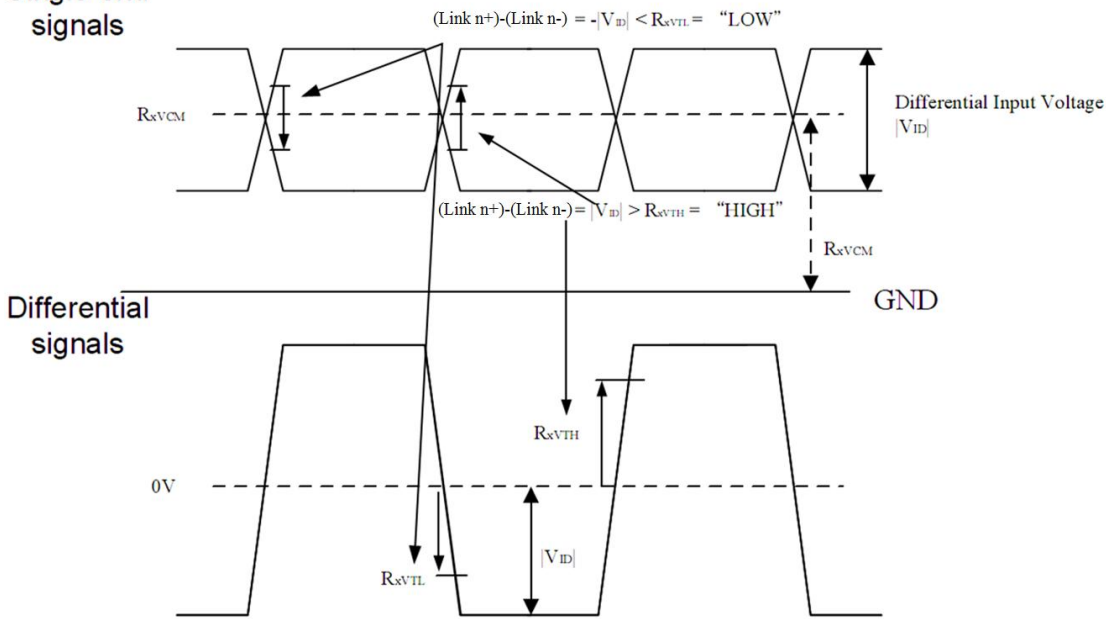 signals
(Link n+)-(Link n-) = -|VID| < RxVTL = “LOW”
RxVCM
Differential Input Voltage
|VID|
(Link n+)-(Link n-) = |VID| > RxVTH = “HIGH”
RxVCM
GND
Differential
signals
RxVTH
0V
|VID|
RxVTL